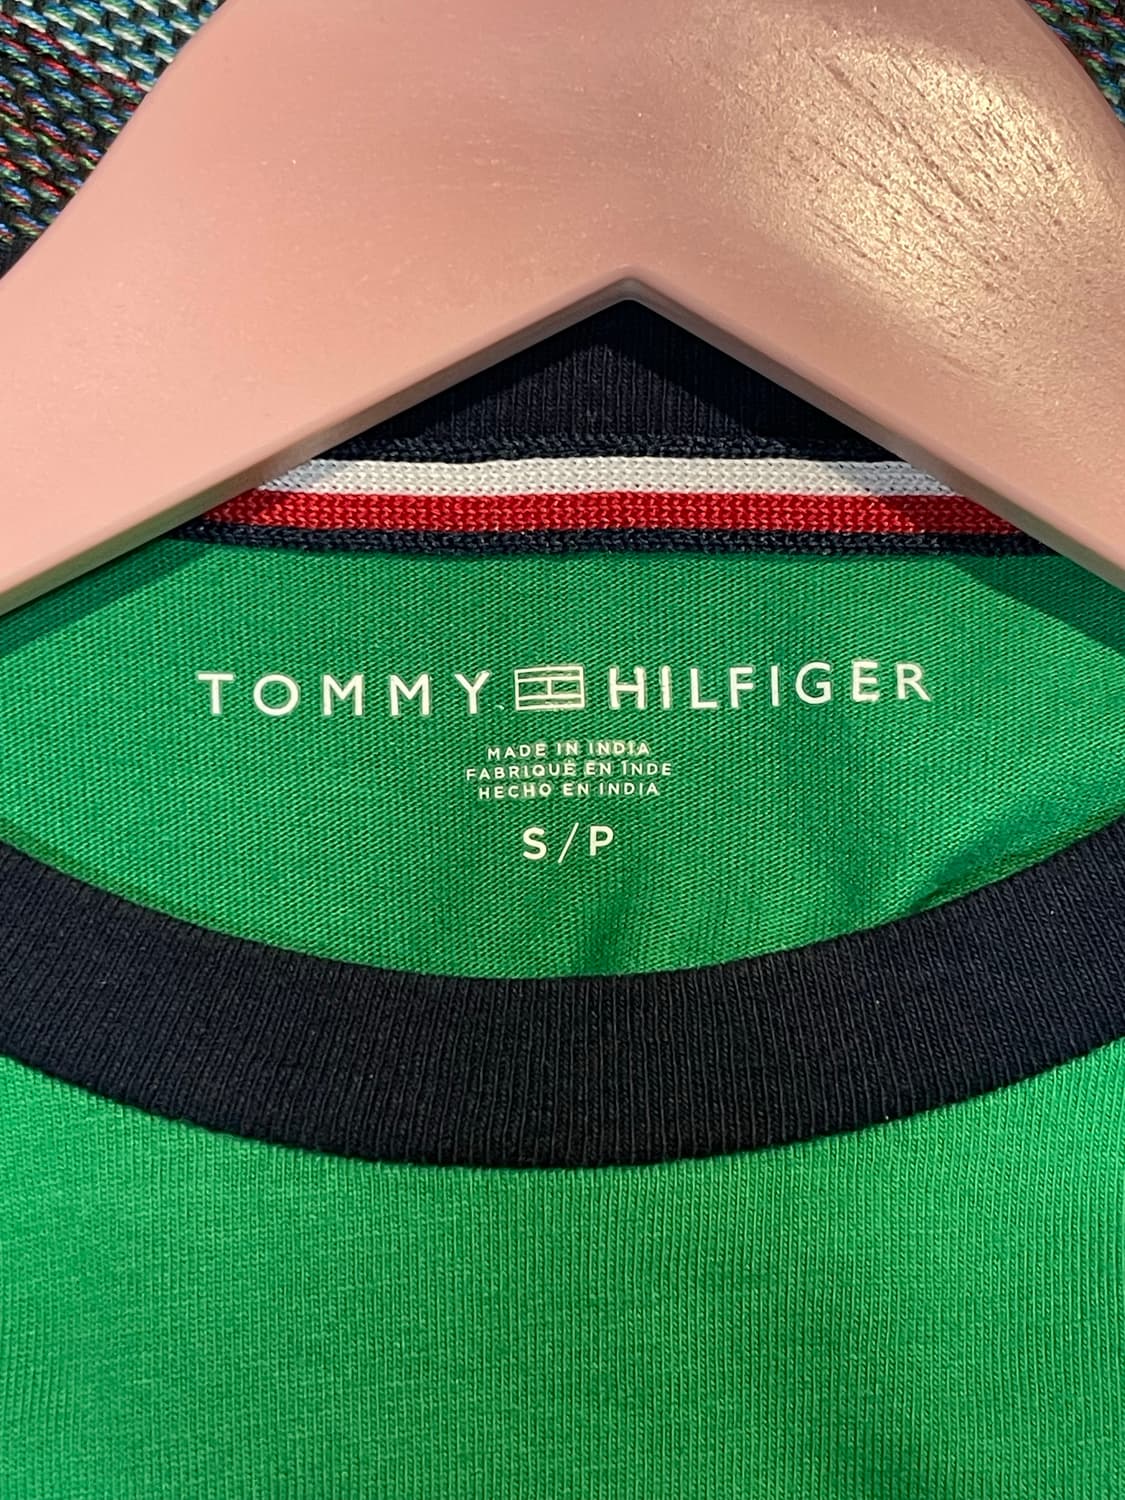 TOMMY HILFIGER
MADE IN INDIA
FABRIQUÉ EN INDE
HECHO EN INDIA
S/P